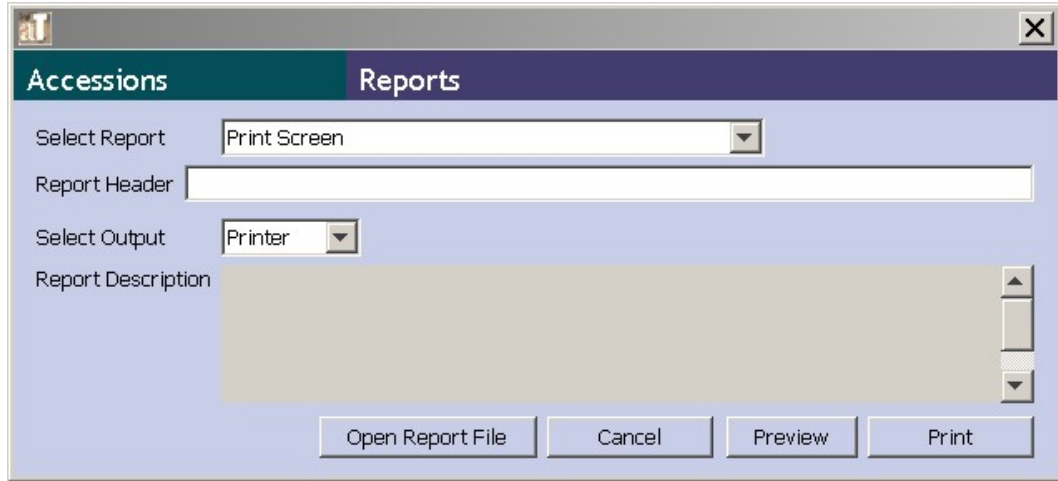 aT
Accessions Reports
Select Report Print Screen
Report Header
Select Output Printer
Report Description
Open Report File Cancel Preview Print